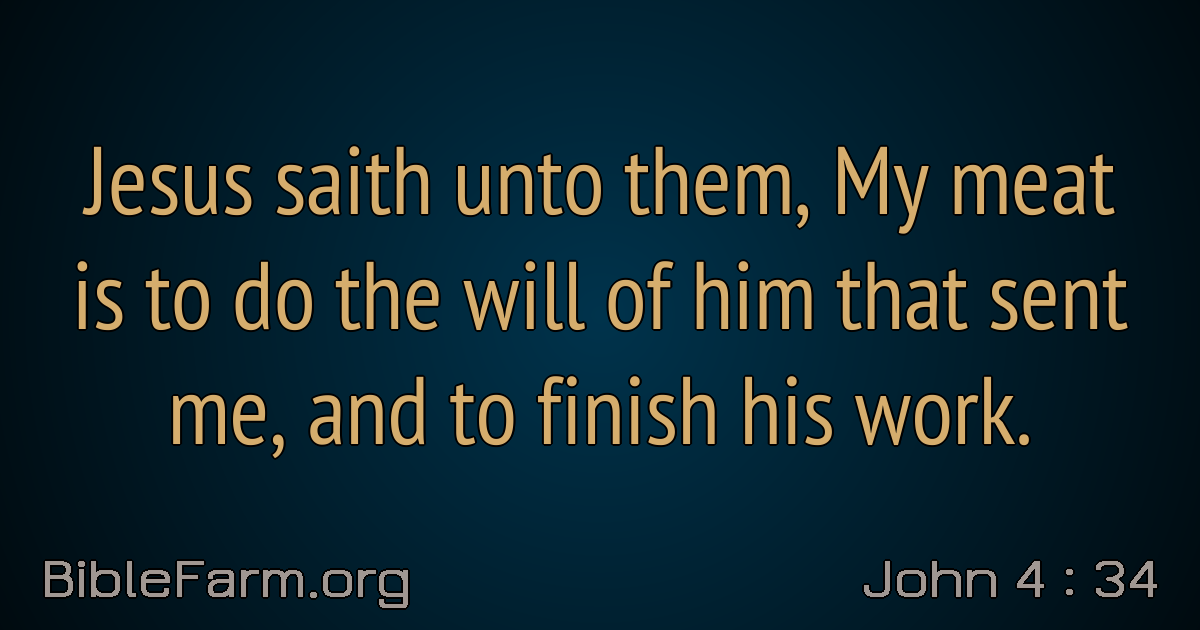 Jesus saith unto them, My meat
is to do the will of him that sent
me, and to finish his work.
BibleFarm.org
John 4 : 34